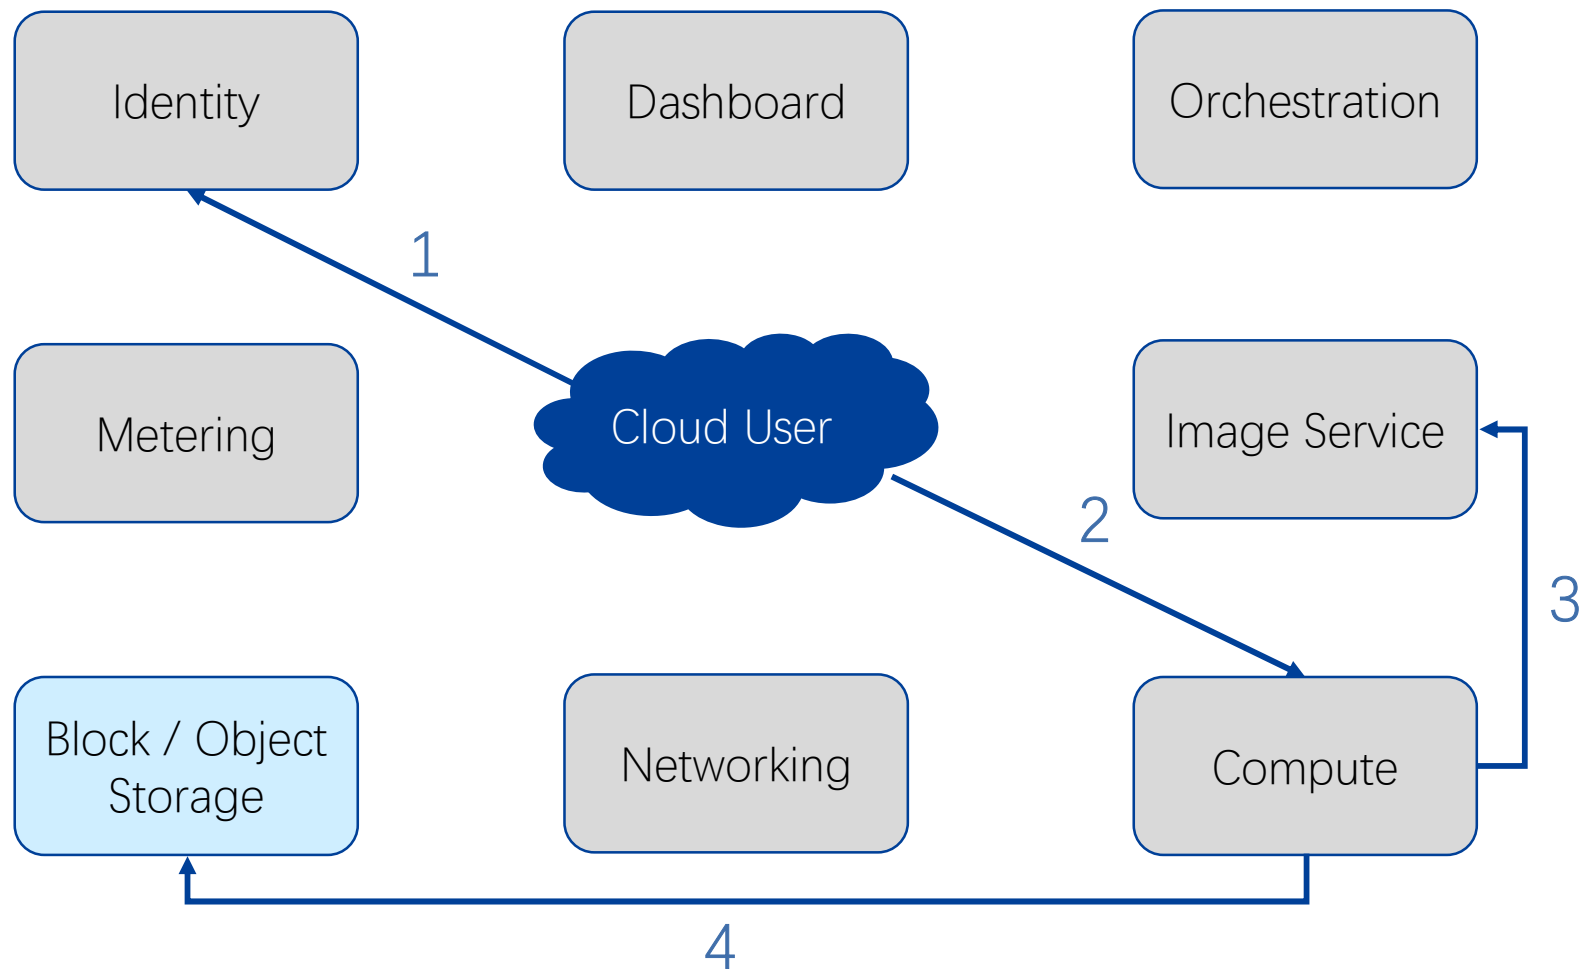 Identity
Dashboard
Orchestration
1
Metering
Cloud User
Image Service
2
3
Block / Object
Storage
Networking
Compute
4